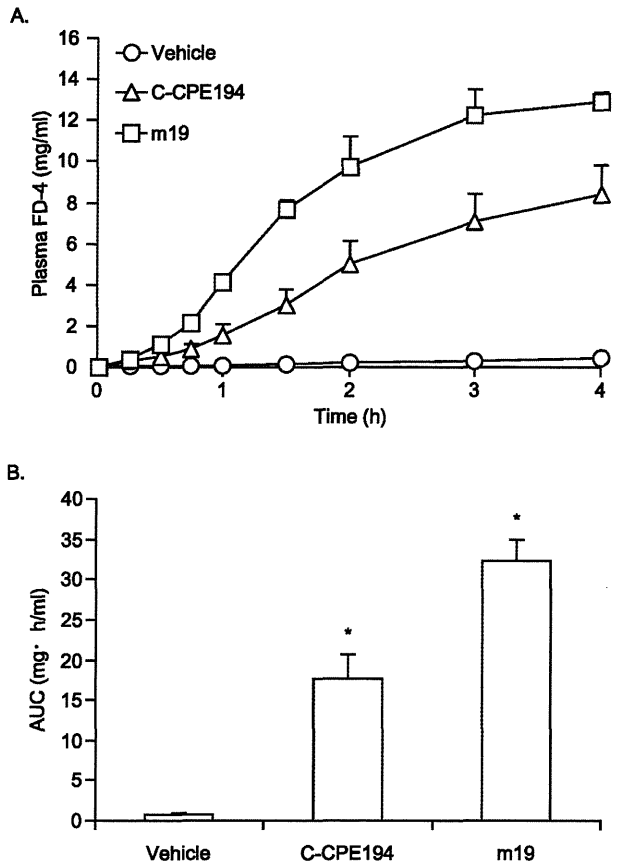 A.
Plasma FD-4 (mg/ml)
16
14
12
10
8
6
4
2
0
Vehicle
C-CPE194
m19
0 1 2 3 4
Time (h)
B.
AUC (mg· h/ml)
40
35
30
25
20
15
10
5
0
*
*
Vehicle C-CPE194 m19